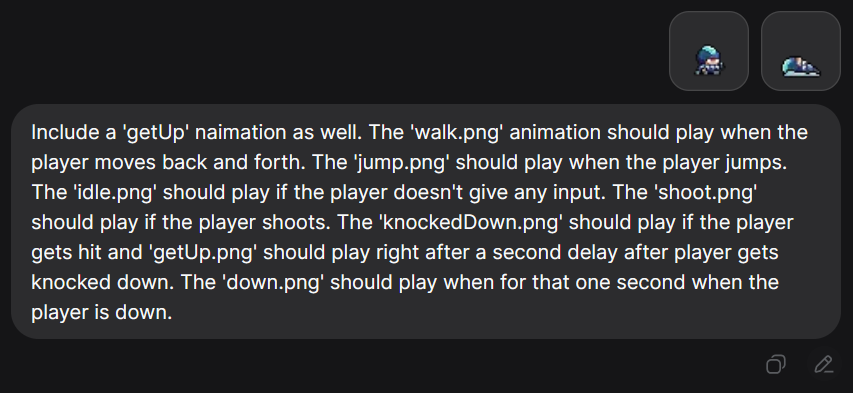 Include a 'getUp' naimation as well. The 'walk.png' animation should play when the
player moves back and forth. The 'jump.png' should play when the player jumps.
The 'idle.png' should play if the player doesn't give any input. The 'shoot.png'
should play if the player shoots. The 'knockedDown.png' should play if the player
gets hit and 'getUp.png' should play right after a second delay after player gets
knocked down. The 'down.png' should play when for that one second when the
player is down.